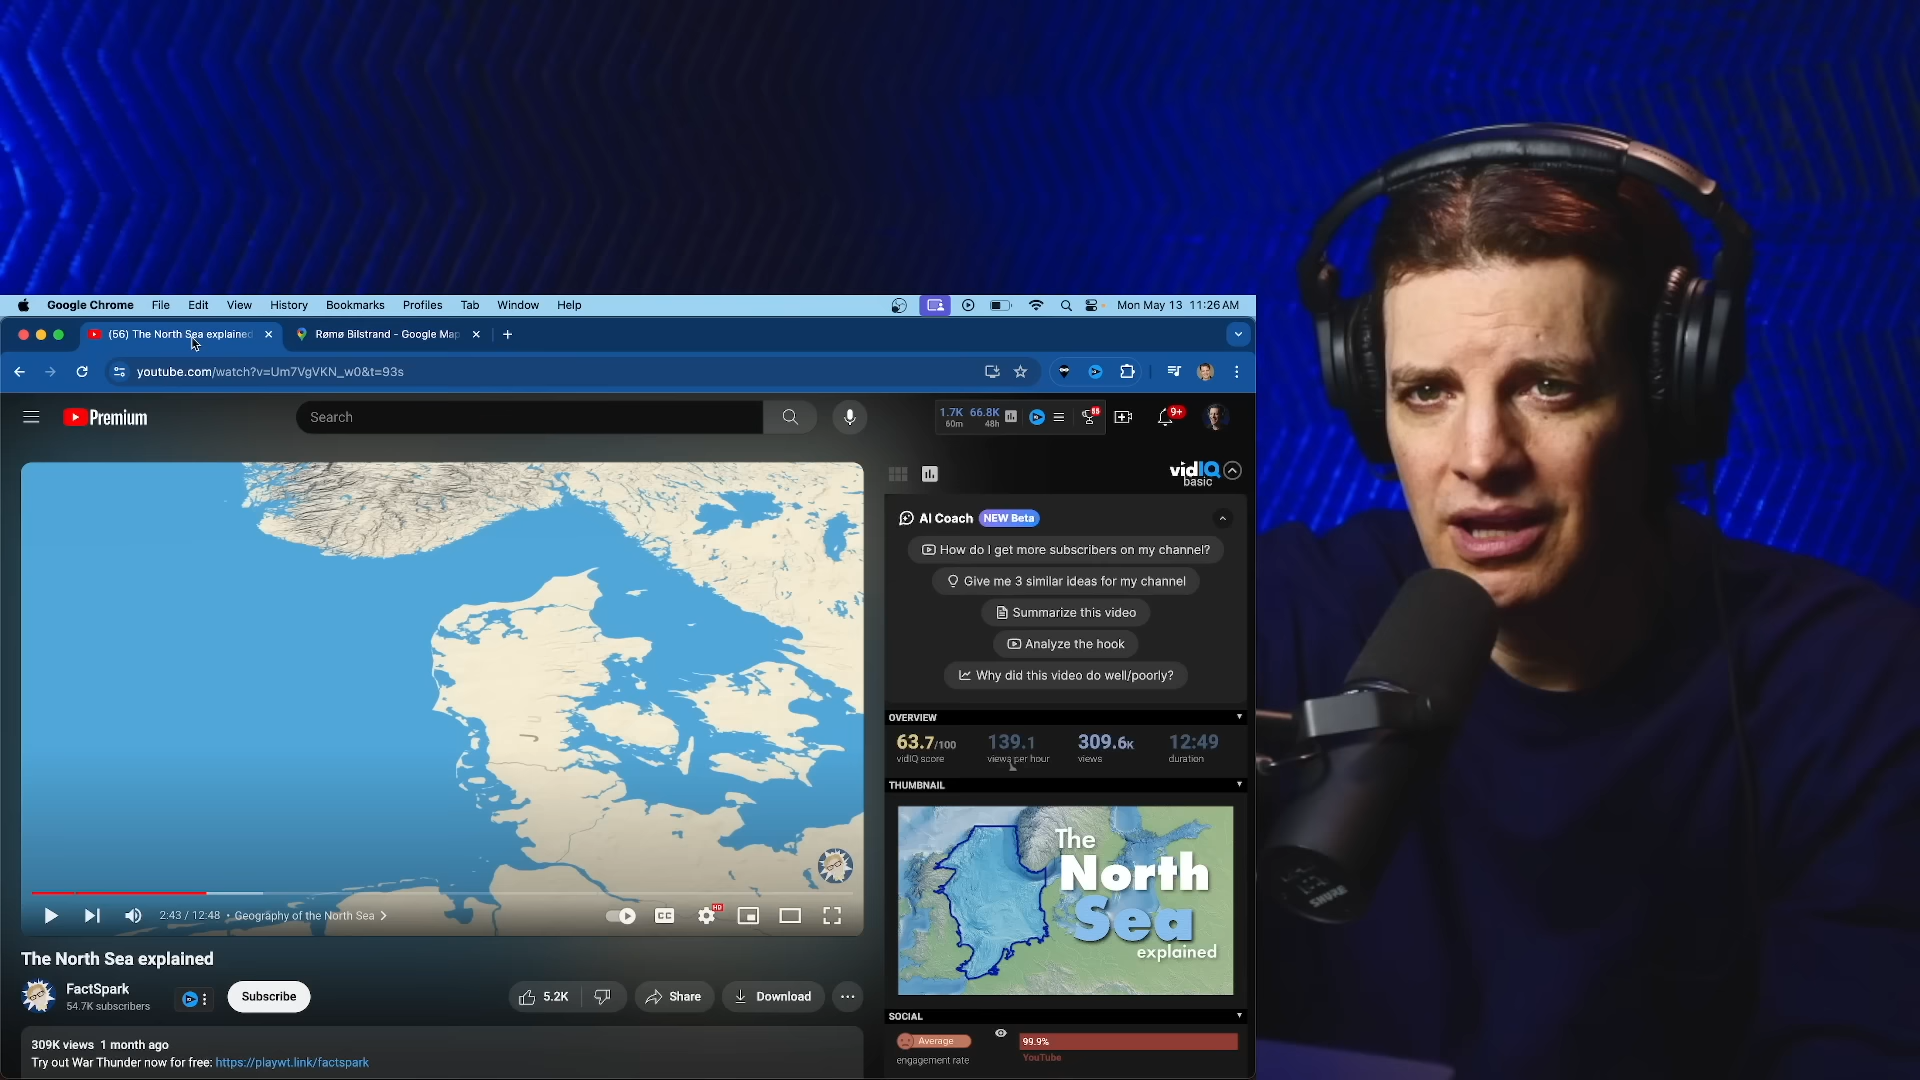 Google Chrome File Edit View History Bookmarks Profiles Tab Window Help Mon May 13 11:26 AM
(56) The North Sea explained
Rømø Bilstrand - Google Map
youtube.com/watch?v=Um7VgVKN_w0&t=93s
Premium
Search
1.7K 66.8K
60m 48h
9+
vidIQ
basic
AI Coach NEW Beta
How do I get more subscribers on my channel?
Give me 3 similar ideas for my channel
Summarize this video
Analyze the hook
Why did this video do well/poorly?
OVERVIEW
63.7/100 139.1 309.6K 12:49
vidIQ score views per hour views duration
THUMBNAIL
The
North
Sea
explained
SOCIAL
Average
engagement rate
99.9%
YouTube
2:43 / 12:48 • Geography of the North Sea
CC
HD
The North Sea explained
FactSpark
54.7K subscribers
Subscribe
5.2K
Share
Download
309K views 1 month ago
Try out War Thunder now for free: https://playwt.link/factspark
SHURE